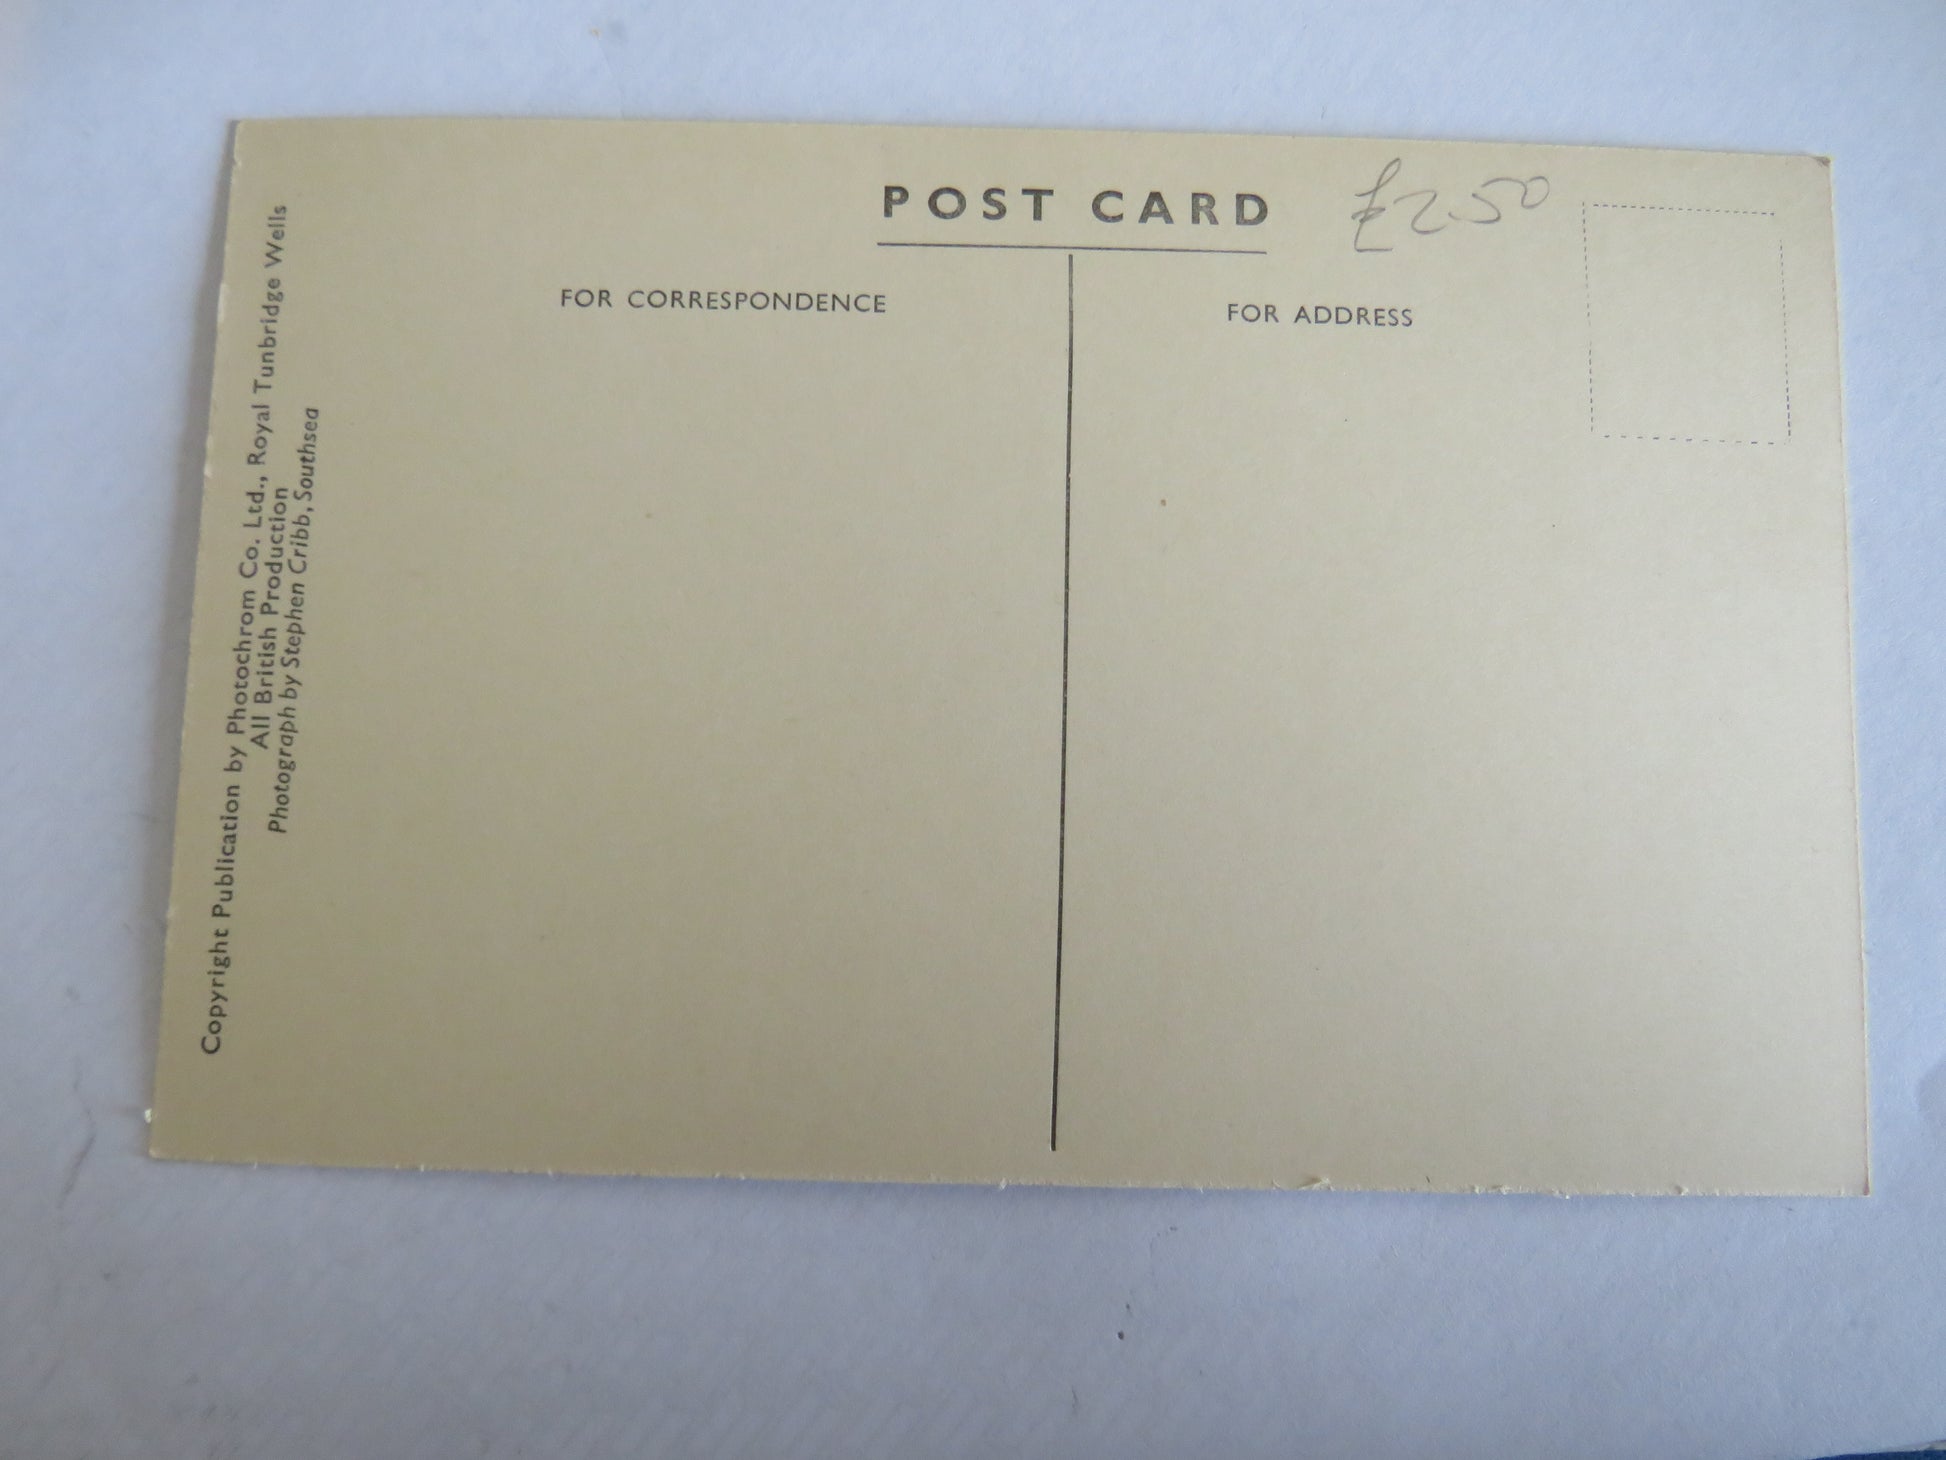 POST CARD
£2 50
FOR CORRESPONDENCE
FOR ADDRESS
Copyright Publication by Photochrom Co. Ltd., Royal Tunbridge Wells
All British Production
Photograph by Stephen Cribb, Southsea